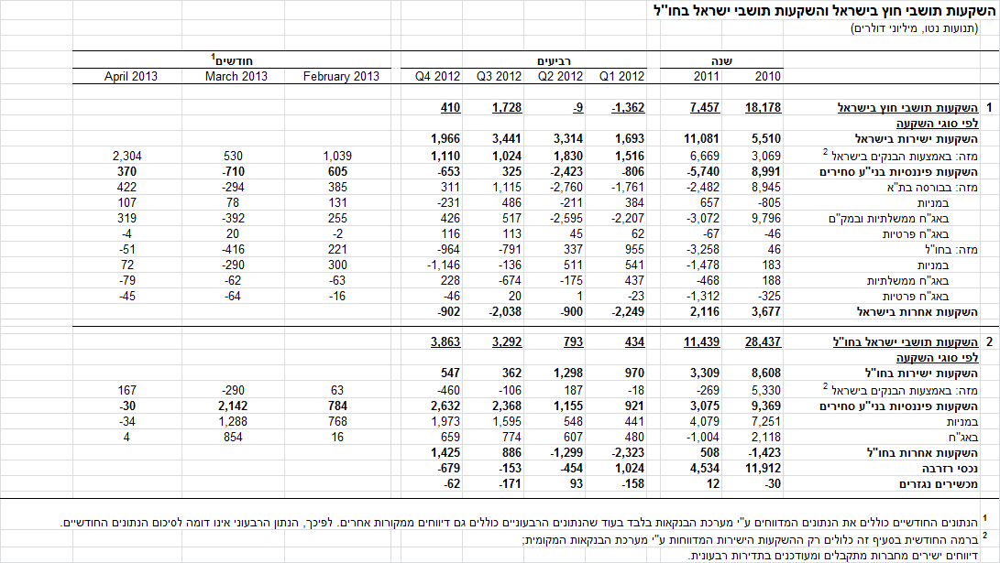 השקעות תושבי חוץ בישראל והשקעות תושבי ישראל בחו"ל
(תנועות נטו, מיליוני דולרים)
שנה רביעים חודשים¹
2010 2011 Q1 2012 Q2 2012 Q3 2012 Q4 2012 February 2013 March 2013 April 2013
1 השקעות תושבי חוץ בישראל 18,178 7,457 -1,362 -9 1,728 410
לפי סוגי השקעה
השקעות ישירות בישראל 5,510 11,081 1,693 3,314 3,441 1,966
מזה: באמצעות הבנקים בישראל ² 3,069 6,669 1,516 1,830 1,024 1,110 1,039 530 2,304
השקעות פיננסיות בני"ע סחירים 8,991 -5,740 -806 -2,423 325 -653 605 -710 370
מזה: בבורסה בת"א 8,945 -2,482 -1,761 -2,760 1,115 311 385 -294 422
במניות -805 657 384 -211 486 -231 131 78 107
באג"ח ממשלתיות ובמק"ם 9,796 -3,072 -2,207 -2,595 517 426 255 -392 319
באג"ח פרטיות -46 -67 62 45 113 116 -2 20 -4
מזה: בחו"ל 46 -3,258 955 337 -791 -964 221 -416 -51
במניות 183 -1,478 541 511 -136 -1,146 300 -290 72
באג"ח ממשלתיות 188 -468 437 -175 -674 228 -63 -62 -79
באג"ח פרטיות -325 -1,312 -23 1 20 -46 -16 -64 -45
השקעות אחרות בישראל 3,677 2,116 -2,249 -900 -2,038 -902
2 השקעות תושבי ישראל בחו"ל 28,437 11,439 434 793 3,292 3,863
לפי סוגי השקעה
השקעות ישירות בחו"ל 8,608 3,309 970 1,298 362 547
מזה: באמצעות הבנקים בישראל ² 5,330 -269 -18 187 -106 -460 63 -290 167
השקעות פיננסיות בני"ע סחירים 9,369 3,075 921 1,155 2,368 2,632 784 2,142 -30
במניות 7,251 4,079 441 548 1,595 1,973 768 1,288 -34
באג"ח 2,118 -1,004 480 607 774 659 16 854 4
השקעות אחרות בחו"ל -1,423 508 -2,323 -1,299 886 1,425
נכסי רזרבה 11,912 4,534 1,024 -454 -153 -679
מכשירים נגזרים -30 12 -158 93 -171 -62
¹ הנתונים החודשיים כוללים את הנתונים המדווחים ע"י מערכת הבנקאות בלבד בעוד שהנתונים הרבעוניים כוללים גם דיווחים ממקורות אחרים. לפיכך, הנתון הרבעוני אינו דומה לסיכום הנתונים החודשיים.
² ברמה החודשית בסעיף זה כלולים רק ההשקעות הישירות המדווחות ע"י מערכת הבנקאות המקומית;
דיווחים ישירים מחברות מתקבלים ומעודכנים בתדירות רבעונית.